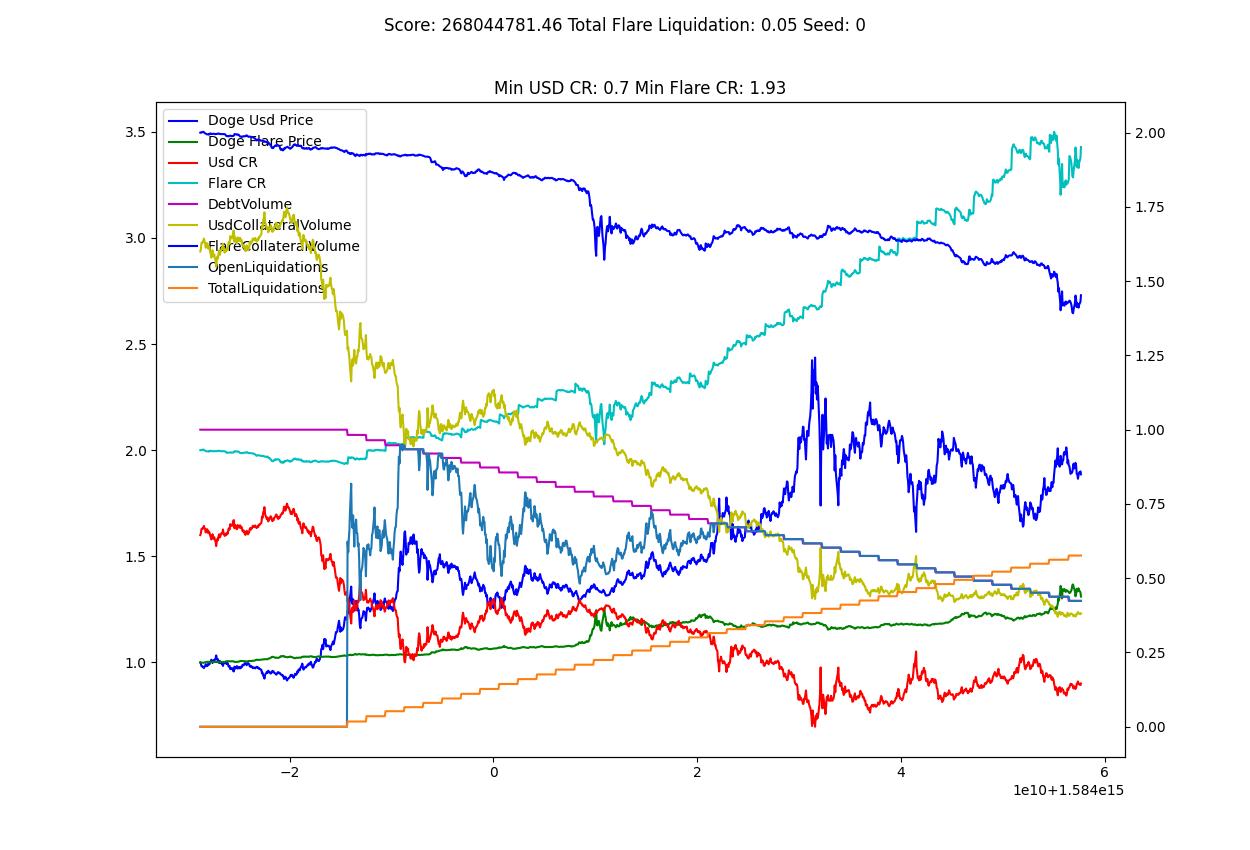 Score: 268044781.46 Total Flare Liquidation: 0.05 Seed: 0
Min USD CR: 0.7 Min Flare CR: 1.93
Doge Usd Price
Doge Flare Price
Usd CR
Flare CR
DebtVolume
UsdCollateralVolume
FlareCollateralVolume
OpenLiquidations
TotalLiquidations
3.5
3.0
2.5
2.0
1.5
1.0
2.00
1.75
1.50
1.25
1.00
0.75
0.50
0.25
0.00
−2
0
2
4
6
1e10+1.584e15